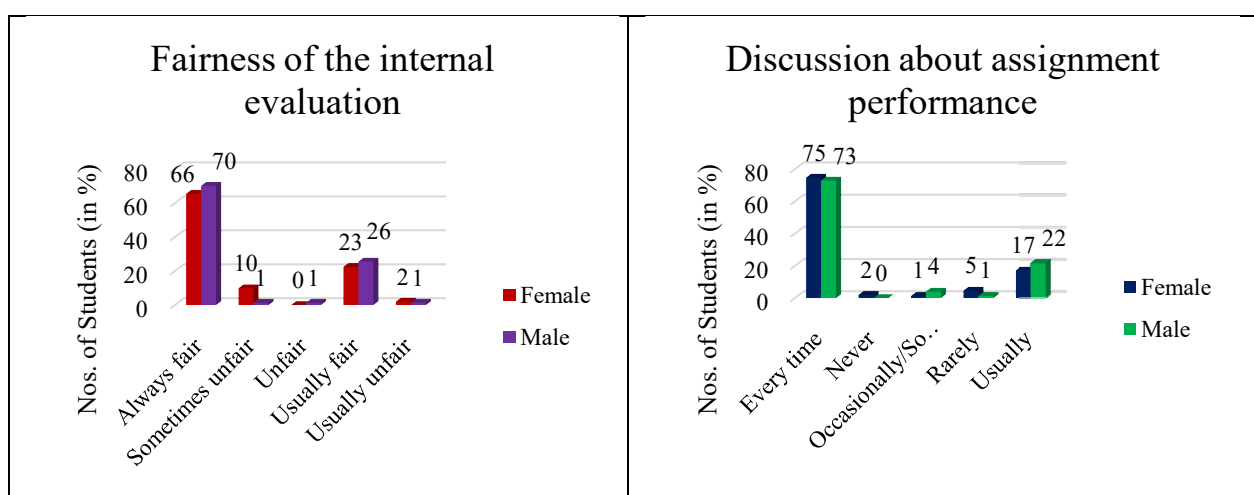 Fairness of the internal
evaluation
Nos. of Students (in %)
80
60
40
20
0
66
70
10
1
0
1
23
26
2
1
Always fair
Sometimes unfair
Unfair
Usually fair
Usually unfair
Female
Male
Discussion about assignment
performance
Nos. of Students (in %)
80
60
40
20
0
75
73
2
0
1
4
5
1
17
22
Every time
Never
Occasionally/So...
Rarely
Usually
Female
Male